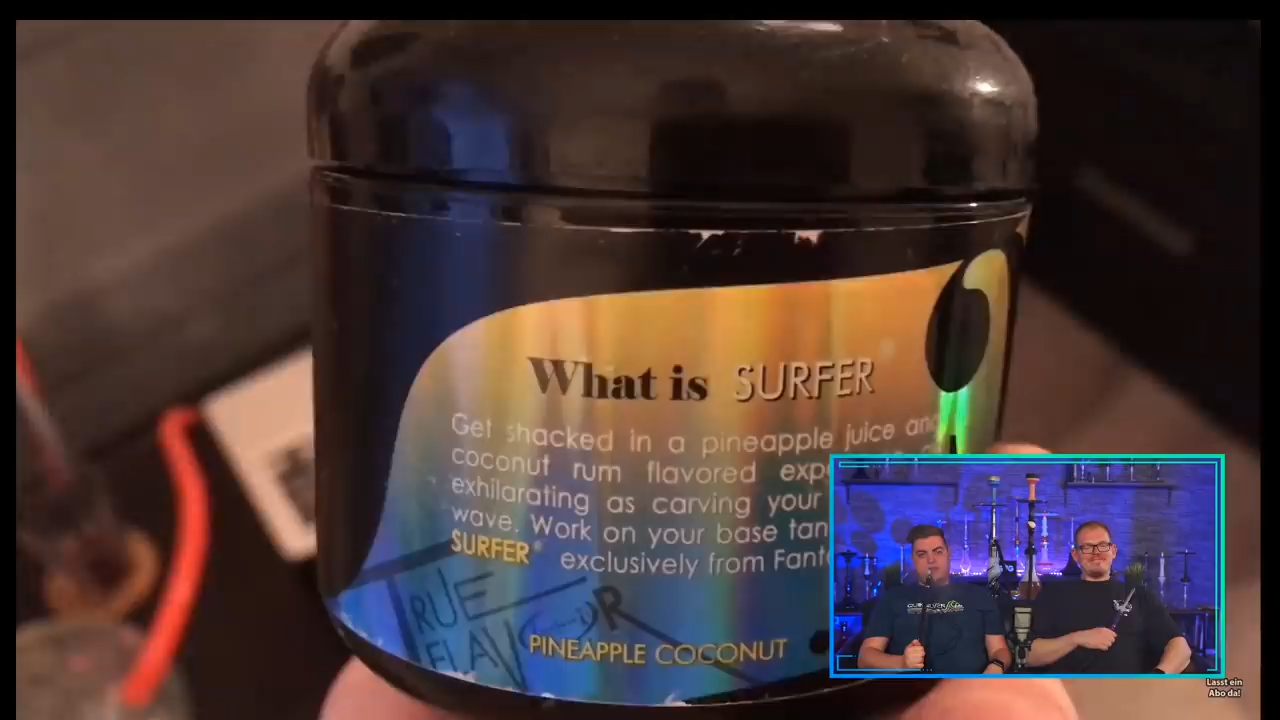 What is SURFER
Get shacked in a pineapple juice and
coconut rum flavored
exhilarating as carving your
wave. Work on your base tan
SURFER exclusively from
TRUE
PINEAPPLE COCONUT
Lasst ein
Abo da!